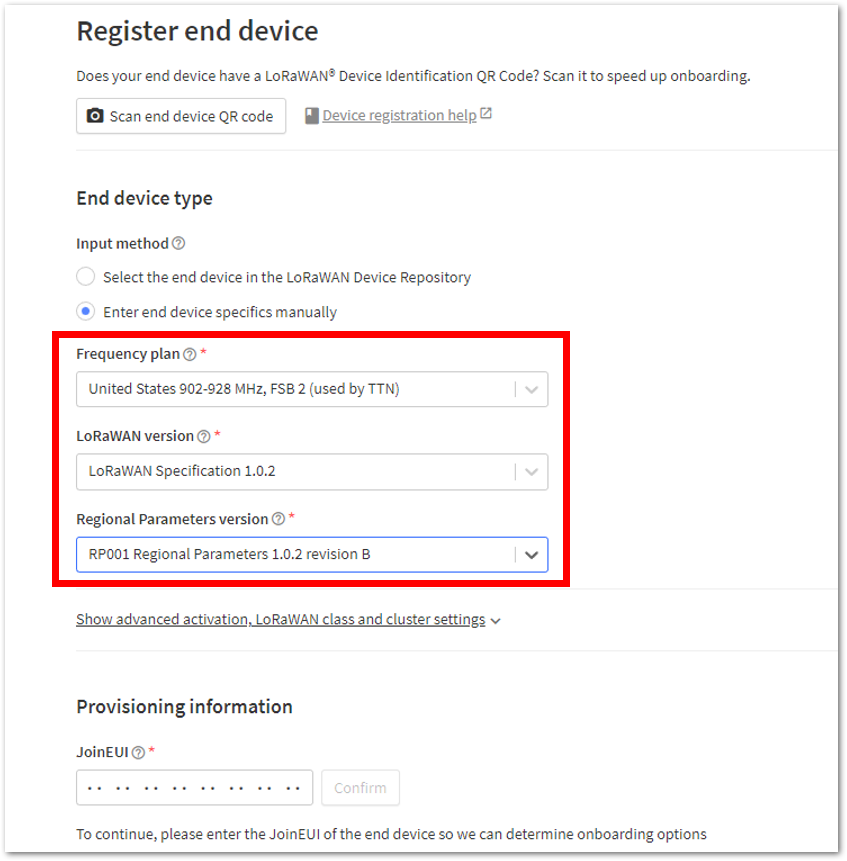 Register end device
Does your end device have a LoRaWAN® Device Identification QR Code? Scan it to speed up onboarding.
Scan end device QR code Device registration help
End device type
Input method
Select the end device in the LoRaWAN Device Repository
Enter end device specifics manually
Frequency plan *
United States 902-928 MHz, FSB 2 (used by TTN)
LoRaWAN version *
LoRaWAN Specification 1.0.2
Regional Parameters version *
RP001 Regional Parameters 1.0.2 revision B
Show advanced activation, LoRaWAN class and cluster settings
Provisioning information
JoinEUI *
·· ·· ·· ·· ·· ·· ·· ·· Confirm
To continue, please enter the JoinEUI of the end device so we can determine onboarding options